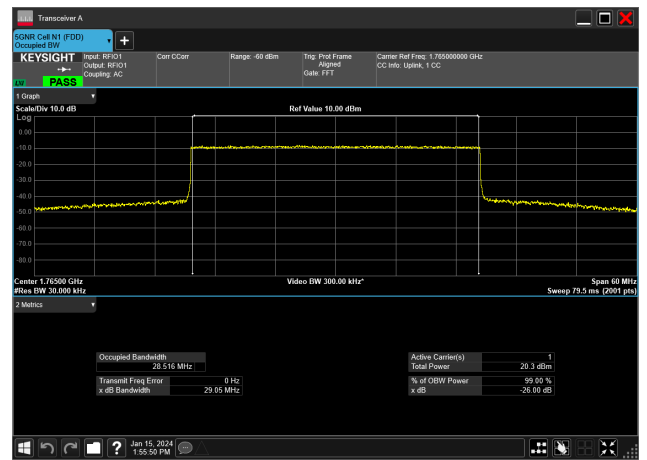 Transceiver A
5GNR Cell N1 (FDD)
Occupied BW
+
KEYSIGHT
PASS
Input: RFIO1
Output: RFIO1
Coupling: AC
Corr CCorr
Range: -60 dBm
Trig: Prot Frame
Aligned
Gate: FFT
Carrier Ref Freq: 1.765000000 GHz
CC Info: Uplink, 1 CC
1 Graph
Scale/Div 10.0 dB
Ref Value 10.00 dBm
Log
0.00
-10.0
-20.0
-30.0
-40.0
-50.0
-60.0
-70.0
-80.0
Center 1.76500 GHz
Video BW 300.00 kHz*
Span 60 MHz
#Res BW 30.000 kHz
Sweep 79.5 ms (2001 pts)
2 Metrics
Occupied Bandwidth
28.516 MHz
Transmit Freq Error 0 Hz
x dB Bandwidth 29.05 MHz
Active Carrier(s) 1
Total Power 20.3 dBm
% of OBW Power 99.00 %
x dB -26.00 dB
?
Jan 15, 2024
1:55:50 PM